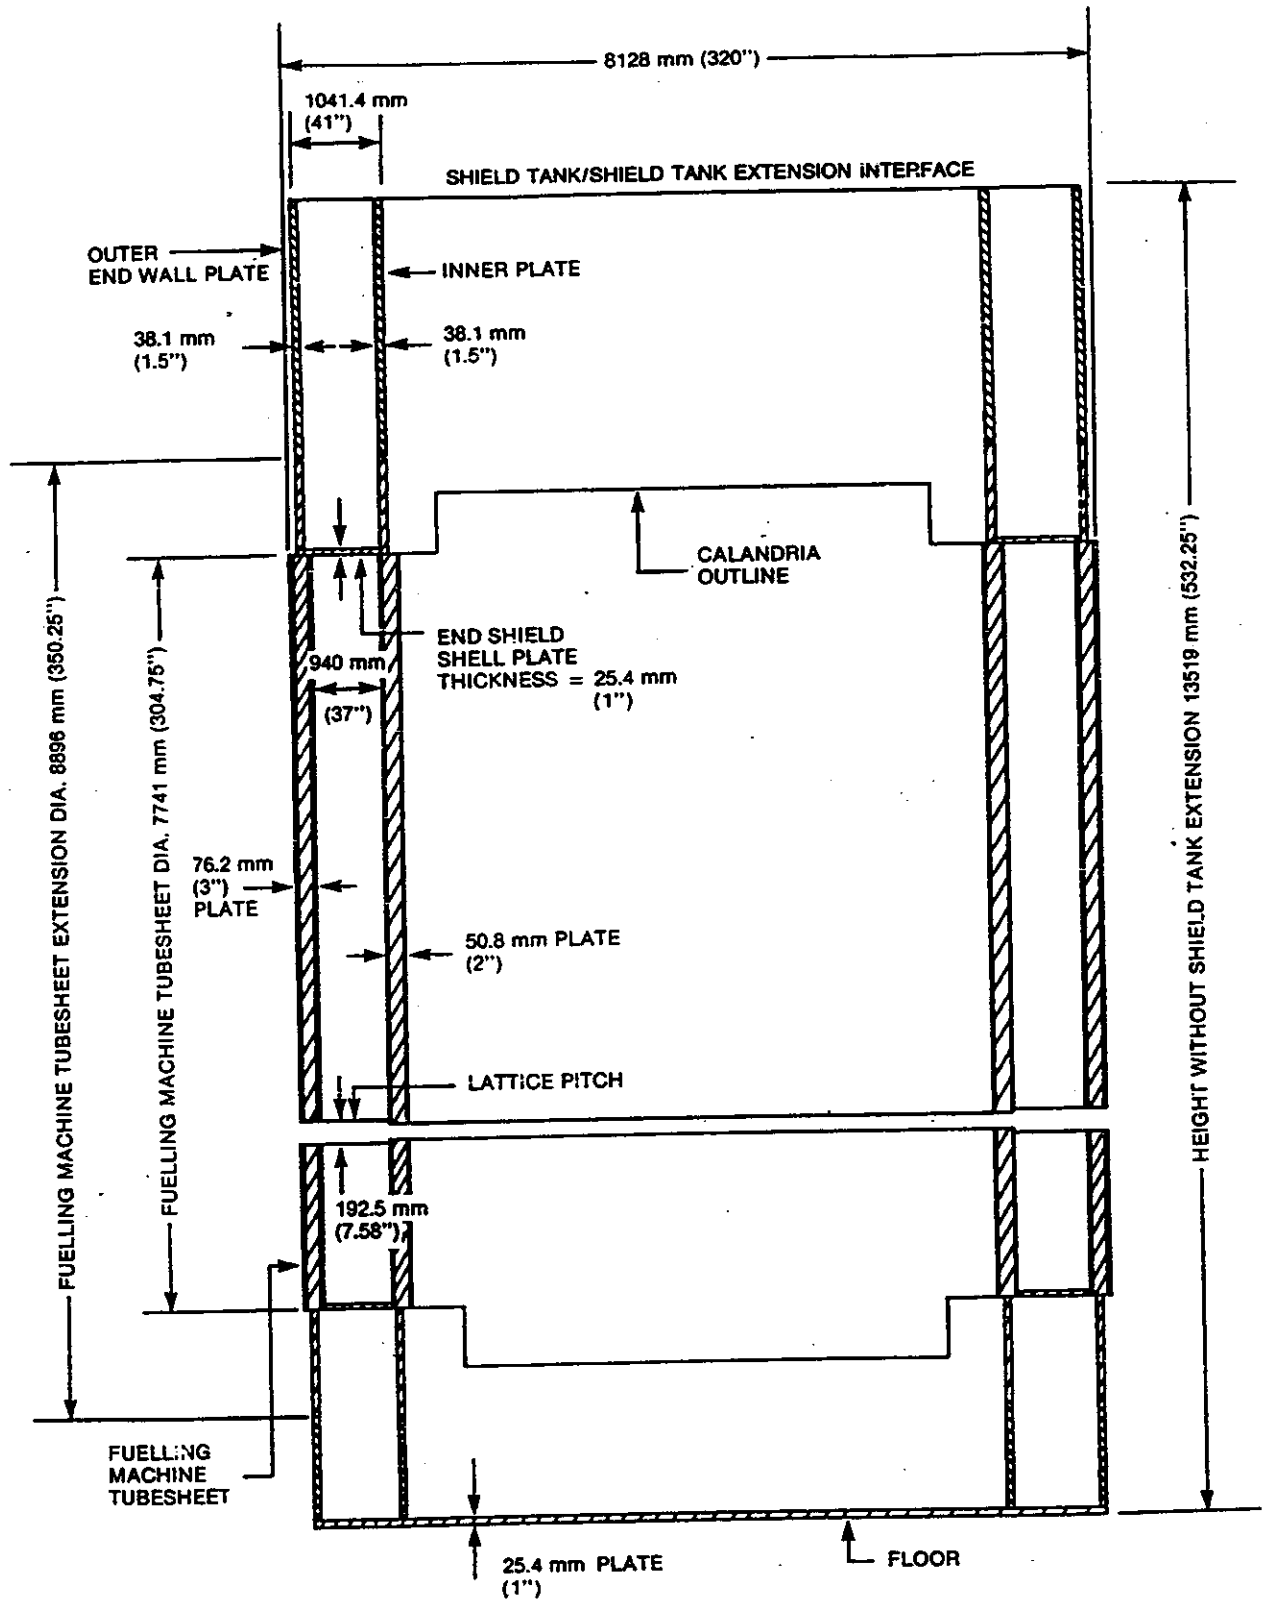 8128 mm (320")
1041.4 mm
(41")
SHIELD TANK/SHIELD TANK EXTENSION INTERFACE
OUTER
END WALL PLATE
INNER PLATE
38.1 mm
(1.5")
38.1 mm
(1.5")
CALANDRIA
OUTLINE
END SHIELD
SHELL PLATE
THICKNESS = 25.4 mm
(1")
940 mm
(37")
FUELLING MACHINE TUBESHEET EXTENSION DIA. 8896 mm (350.25")
FUELLING MACHINE TUBESHEET DIA. 7741 mm (304.75")
HEIGHT WITHOUT SHIELD TANK EXTENSION 13519 mm (532.25")
76.2 mm
(3")
PLATE
50.8 mm PLATE
(2")
LATTICE PITCH
192.5 mm
(7.58")
FUELLING
MACHINE
TUBESHEET
25.4 mm PLATE
(1")
FLOOR